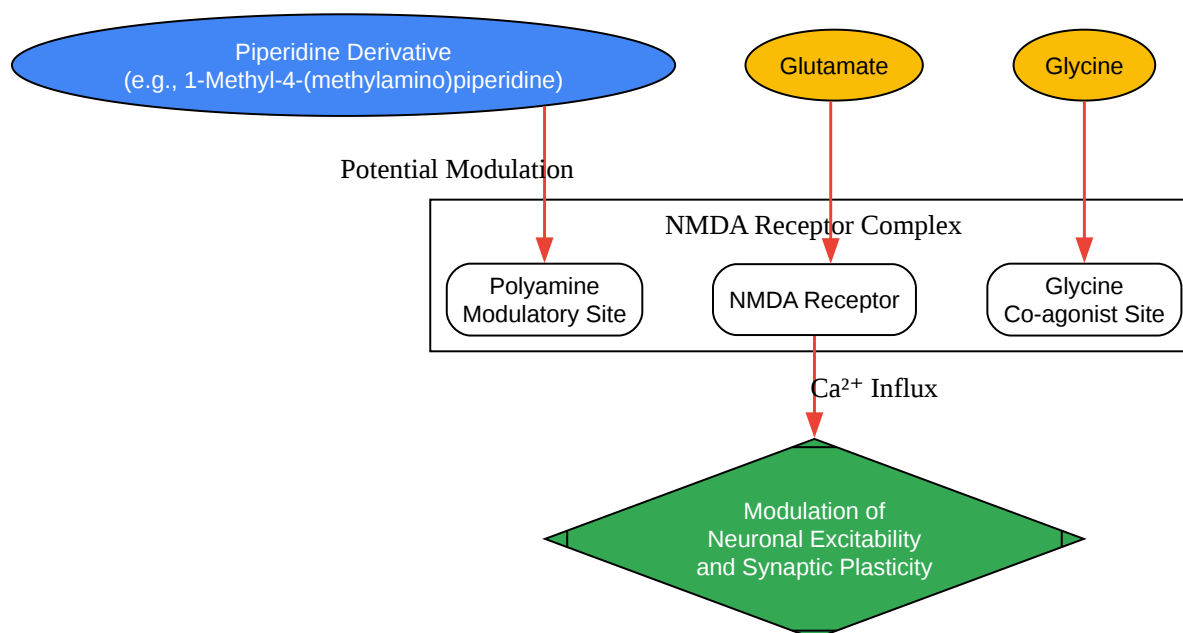 Piperidine Derivative
(e.g., 1-Methyl-4-(methylamino)piperidine)
Glutamate
Glycine
Potential Modulation
NMDA Receptor Complex
Polyamine
Modulatory Site
NMDA Receptor
Glycine
Co-agonist Site
Ca²⁺ Influx
Modulation of
Neuronal Excitability
and Synaptic Plasticity